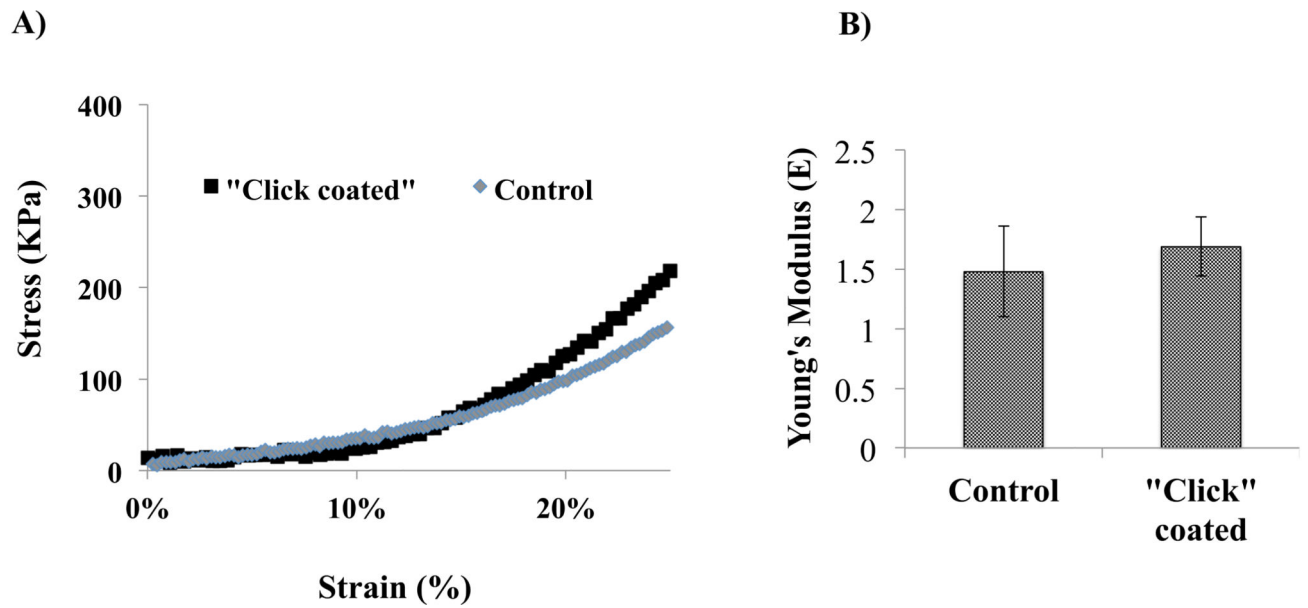 A)
400
300
200
100
0
0%
10%
20%
Stress (KPa)
Strain (%)
"Click coated"
Control
B)
2.5
2
1.5
1
0.5
0
Young's Modulus (E)
Control
"Click"
coated